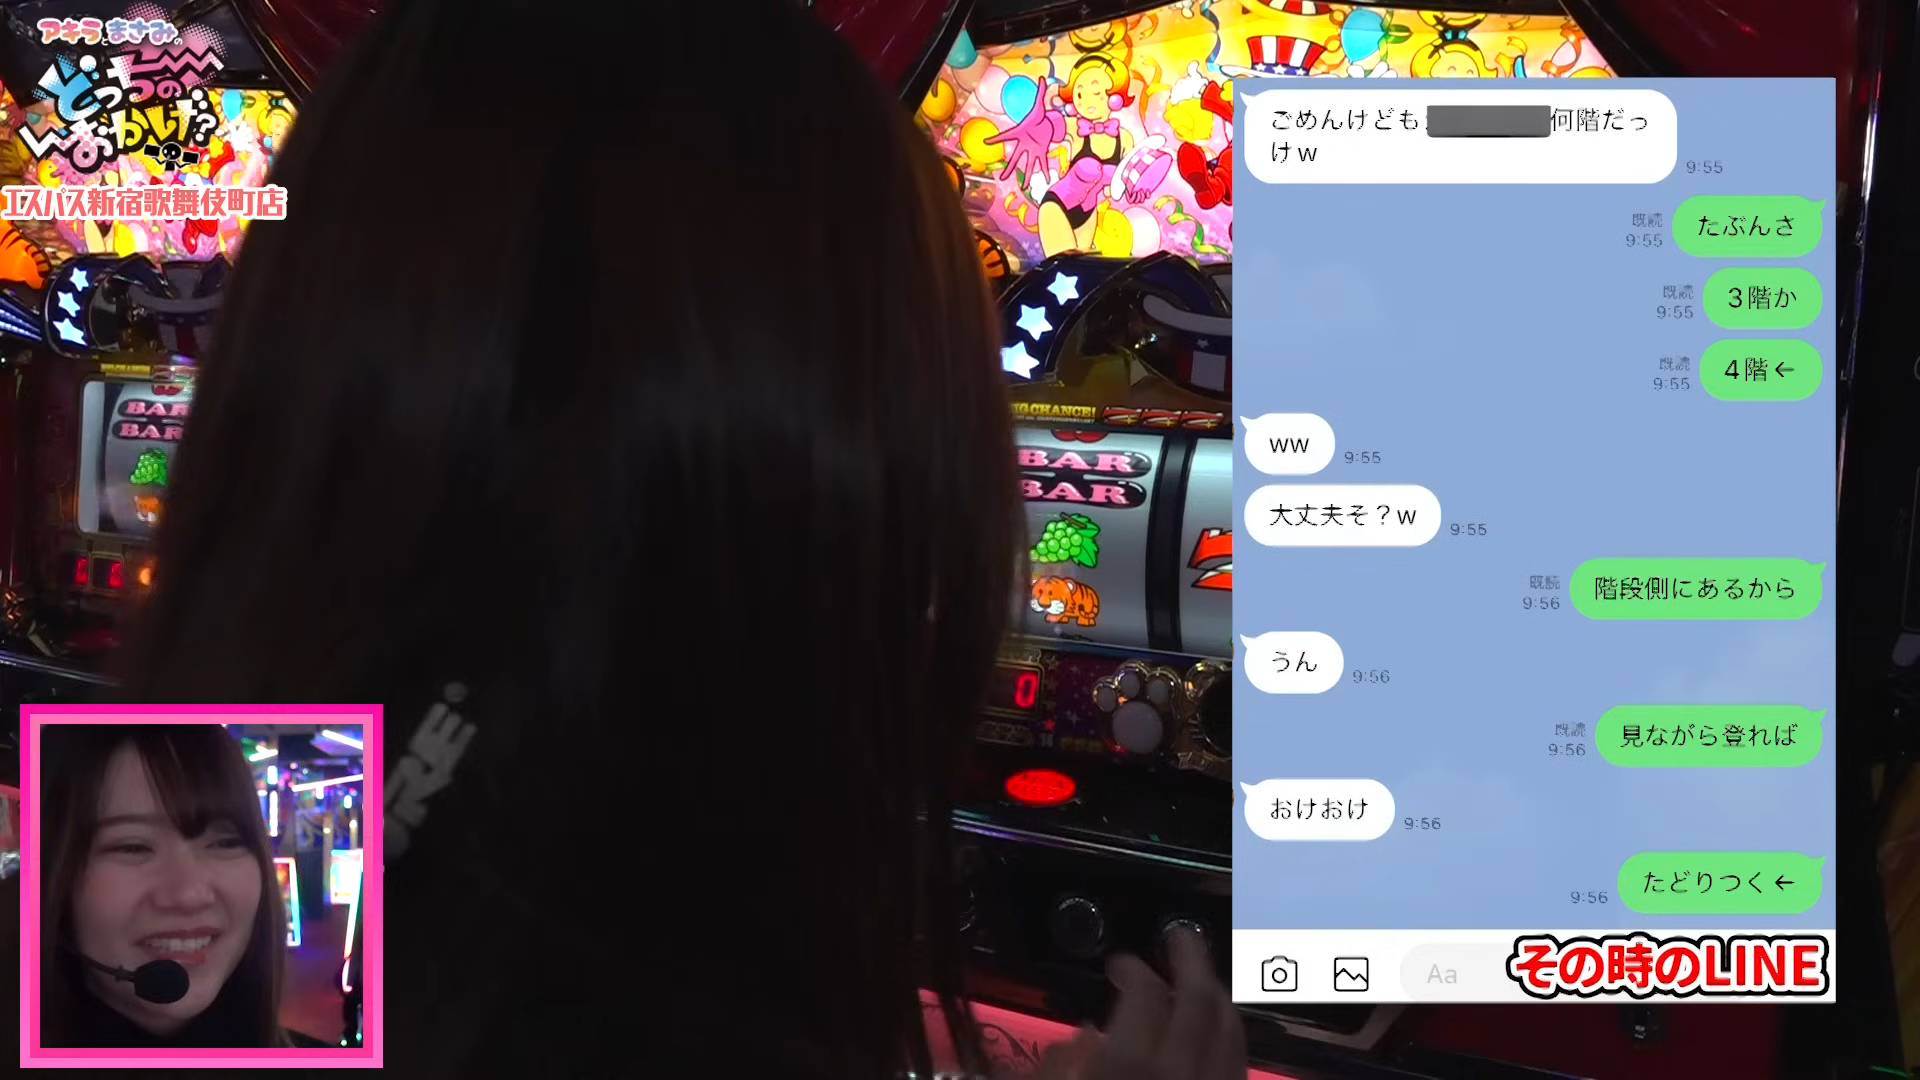 アキラとまさみの
どっちの
んおかげ?
エスパス新宿歌舞伎町店
ごめんけども
何階だっ
けw
9:55
既読
9:55
たぶんさ
既読
9:55
3階か
既読
9:55
4階←
ww
9:55
大丈夫そ?w
9:55
既読
9:56
階段側にあるから
うん
9:56
既読
9:56
見ながら登れば
おけおけ
9:56
9:56
たどりつく←
Aa
その時のLINE
BIG CHANCE!
777
BAR
BAR
BAR
BAR
0